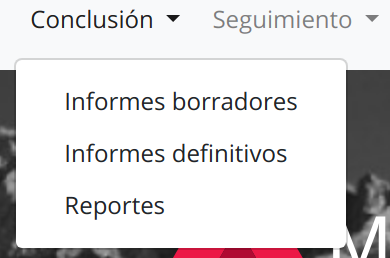 Conclusión Seguimiento
Informes borradores
Informes definitivos
Reportes
M